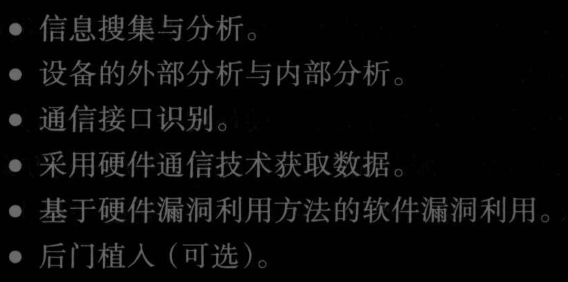 ● 信息搜集与分析。
● 设备的外部分析与内部分析。
● 通信接口识别。
● 采用硬件通信技术获取数据。
● 基于硬件漏洞利用方法的软件漏洞利用。
● 后门植入（可选）。